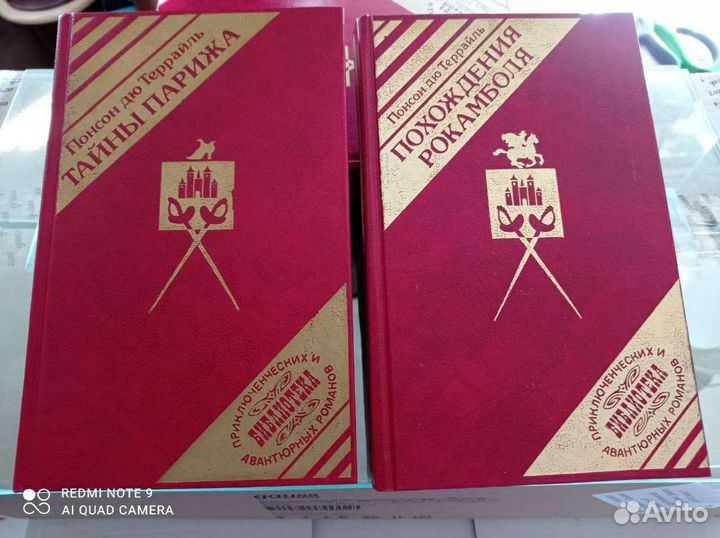 Понсон дю Террайль
ТАЙНЫ ПАРИЖА
ПРИКЛЮЧЕНЧЕСКИХ И
БИБЛИОТЕКА
АВАНТЮРНЫХ РОМАНОВ
Понсон дю Террайль
ПОХОЖДЕНИЯ
РОКАМБОЛЯ
ПРИКЛЮЧЕНЧЕСКИХ И
БИБЛИОТЕКА
АВАНТЮРНЫХ РОМАНОВ
REDMI NOTE 9
AI QUAD CAMERA
Avito